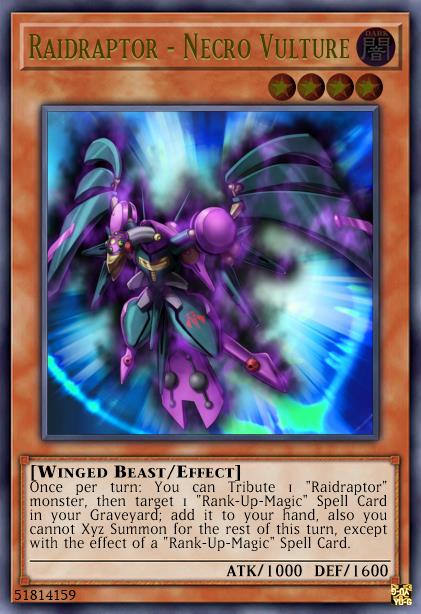 Raidraptor - Necro Vulture
DARK
闇
[Winged Beast/Effect]
Once per turn: You can Tribute 1 "Raidraptor"
monster, then target 1 "Rank-Up-Magic" Spell Card
in your Graveyard; add it to your hand, also you
cannot Xyz Summon for the rest of this turn, except
with the effect of a "Rank-Up-Magic" Spell Card.
ATK/1000 DEF/1600
51814159